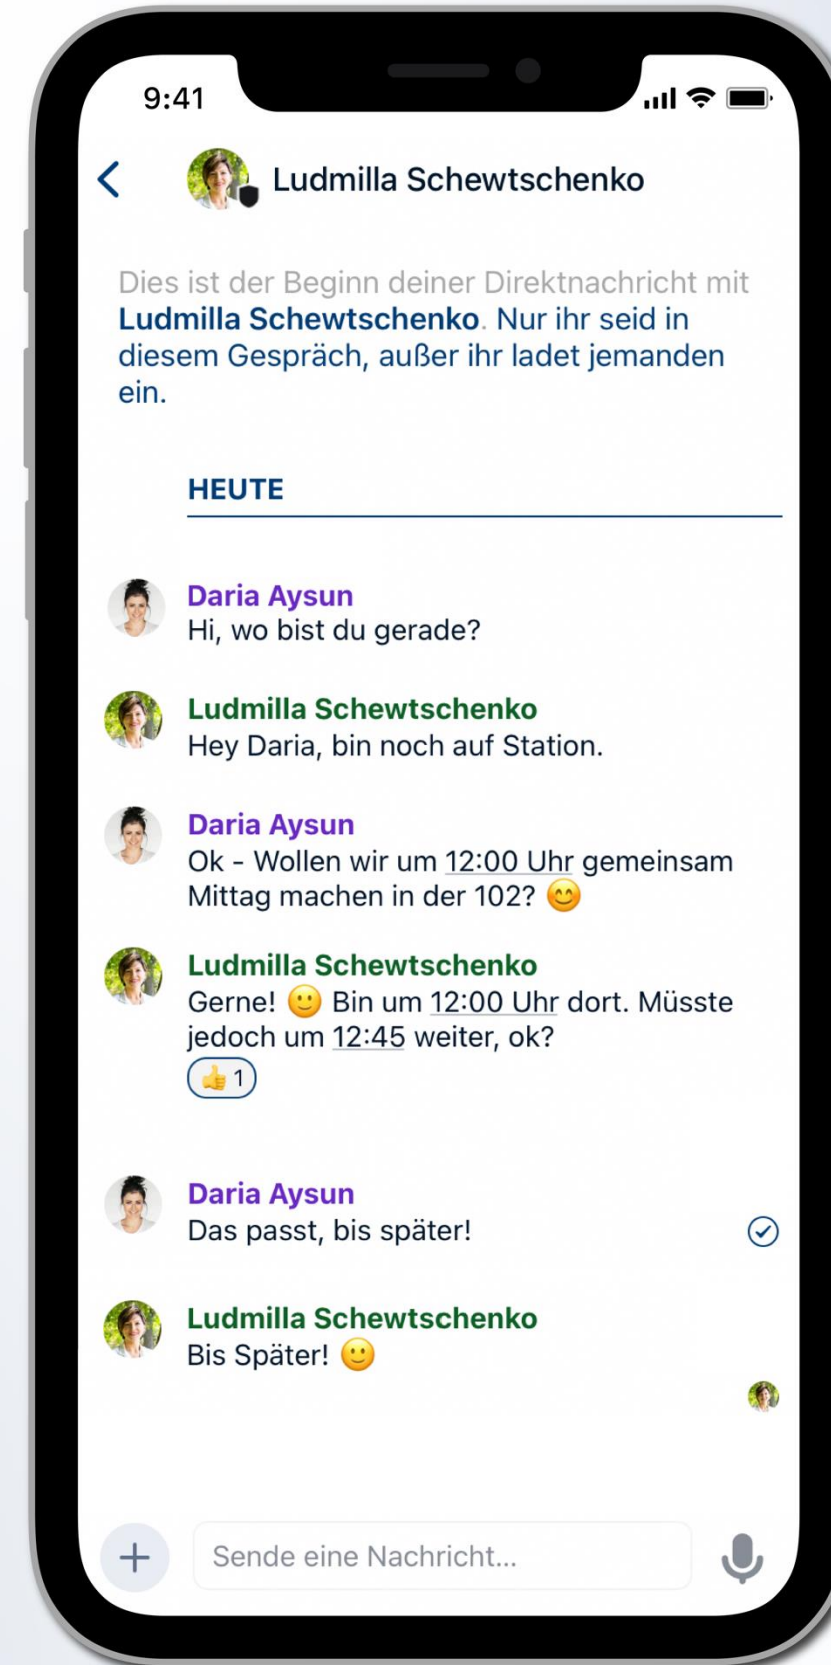 9:41
Ludmilla Schewtschenko
Dies ist der Beginn deiner Direktnachricht mit
Ludmilla Schewtschenko. Nur ihr seid in
diesem Gespräch, außer ihr ladet jemanden
ein.
HEUTE
Daria Aysun
Hi, wo bist du gerade?
Ludmilla Schewtschenko
Hey Daria, bin noch auf Station.
Daria Aysun
Ok - Wollen wir um 12:00 Uhr gemeinsam
Mittag machen in der 102? 😊
Ludmilla Schewtschenko
Gerne! 🙂 Bin um 12:00 Uhr dort. Müsste
jedoch um 12:45 weiter, ok?
👍 1
Daria Aysun
Das passt, bis später!
Ludmilla Schewtschenko
Bis Später! 🙂
Sende eine Nachricht...